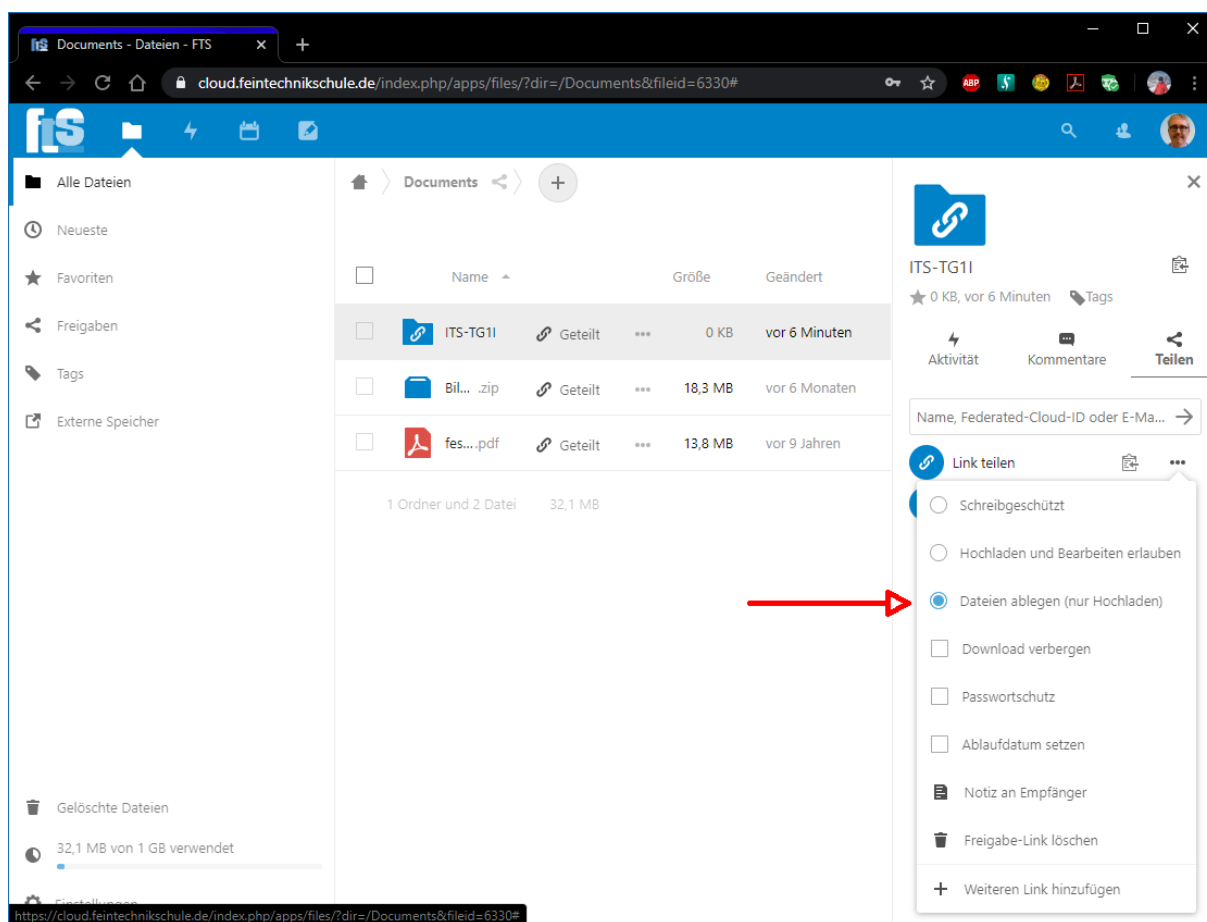 fts Documents - Dateien - FTS
cloud.feintechnikschule.de/index.php/apps/files/?dir=/Documents&fileid=6330#
ABP
ftS
Alle Dateien
Neueste
Favoriten
Freigaben
Tags
Externe Speicher
Gelöschte Dateien
32,1 MB von 1 GB verwendet
Einstellungen
https://cloud.feintechnikschule.de/index.php/apps/files/?dir=/Documents&fileid=6330#
Documents
Name Größe Geändert
ITS-TG1I Geteilt 0 KB vor 6 Minuten
Bil... .zip Geteilt 18,3 MB vor 6 Monaten
fes....pdf Geteilt 13,8 MB vor 9 Jahren
1 Ordner und 2 Datei 32,1 MB
ITS-TG1I
0 KB, vor 6 Minuten Tags
Aktivität Kommentare Teilen
Name, Federated-Cloud-ID oder E-Ma...
Link teilen
Schreibgeschützt
Hochladen und Bearbeiten erlauben
Dateien ablegen (nur Hochladen)
Download verbergen
Passwortschutz
Ablaufdatum setzen
Notiz an Empfänger
Freigabe-Link löschen
Weiteren Link hinzufügen